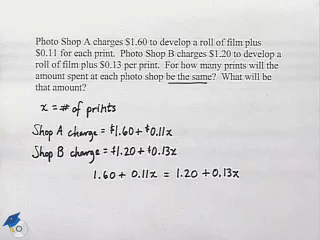 Photo Shop A charges $1.60 to develop a roll of film plus
$0.11 for each print. Photo Shop B charges $1.20 to develop a
roll of film plus $0.13 per print. For how many prints will the
amount spent at each photo shop be the same? What will be
that amount?
x = # of prints
Shop A charge = $1.60 + $0.11x
Shop B charge = $1.20 + $0.13x
1.60 + 0.11x = 1.20 + 0.13x